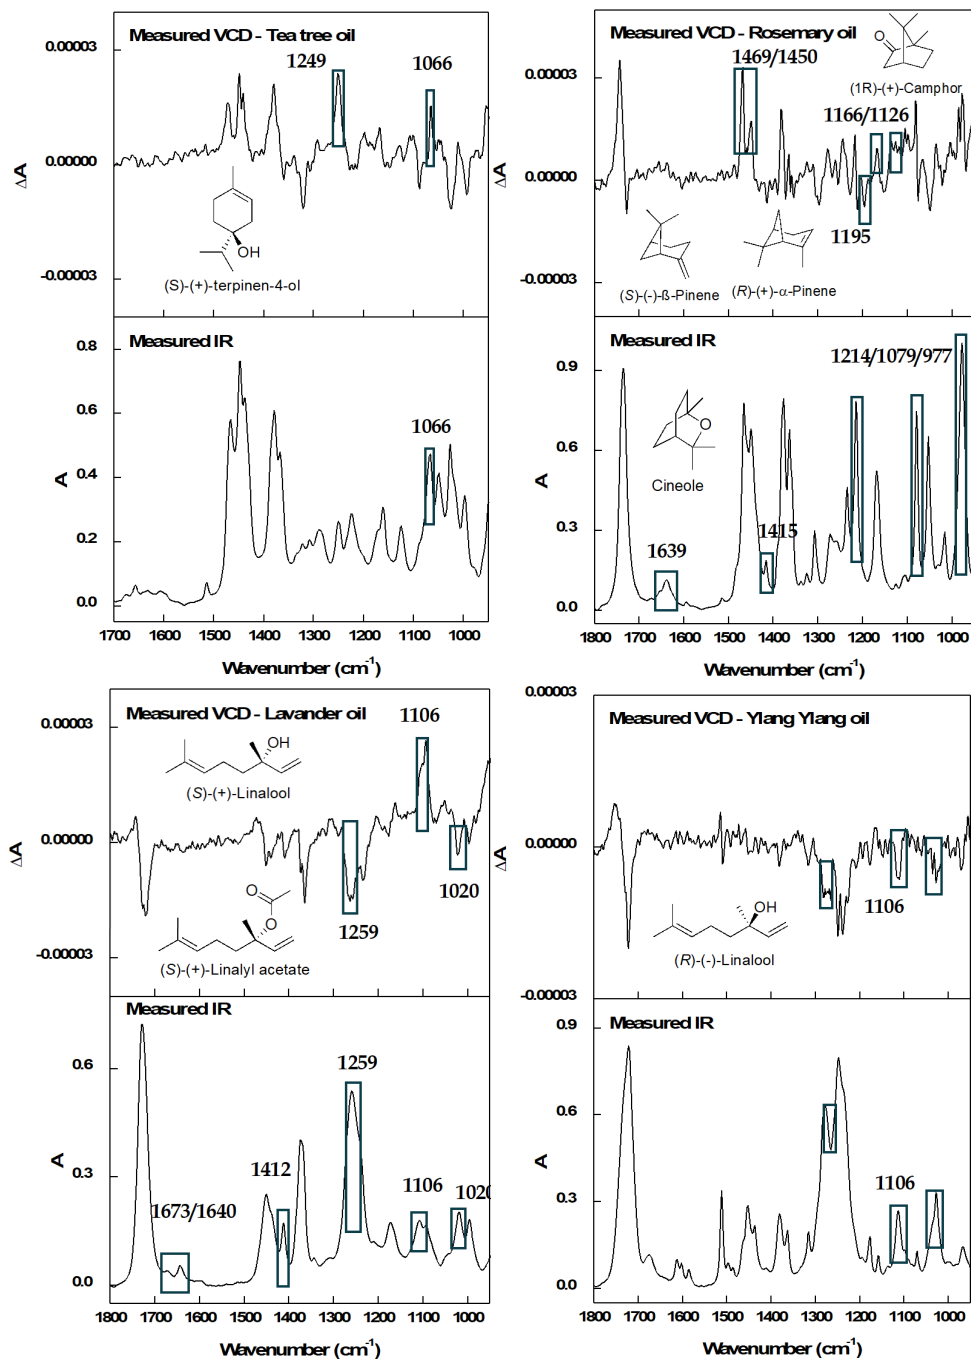 Measured VCD - Tea tree oil
1249
1066
0.00003
0.00000
-0.00003
ΔA
OH
(S)-(+)-terpinen-4-ol
Measured IR
1066
0.8
0.6
0.4
0.2
0.0
A
1700 1600 1500 1400 1300 1200 1100 1000
Wavenumber (cm⁻¹)
Measured VCD - Rosemary oil
1469/1450
O
(1R)-(+)-Camphor
1166/1126
0.00003
0.00000
-0.00003
ΔA
1195
(S)-(-)-ß-Pinene
(R)-(+)-α-Pinene
Measured IR
1214/1079/977
O
Cineole
1415
1639
0.9
0.6
0.3
0.0
A
1800 1700 1600 1500 1400 1300 1200 1100 1000
Wavenumber (cm⁻¹)
Measured VCD - Lavander oil
1106
OH
(S)-(+)-Linalool
0.00003
0.00000
-0.00003
ΔA
1020
O
O
1259
(S)-(+)-Linalyl acetate
Measured IR
1259
1412
1106
1020
1673/1640
0.6
0.3
0.0
A
1800 1700 1600 1500 1400 1300 1200 1100 1000
Wavenumber (cm⁻¹)
Measured VCD - Ylang Ylang oil
0.00003
0.00000
-0.00003
ΔA
1106
OH
(R)-(-)-Linalool
Measured IR
1106
0.9
0.6
0.3
0.0
A
1800 1700 1600 1500 1400 1300 1200 1100 1000
Wavenumber (cm⁻¹)